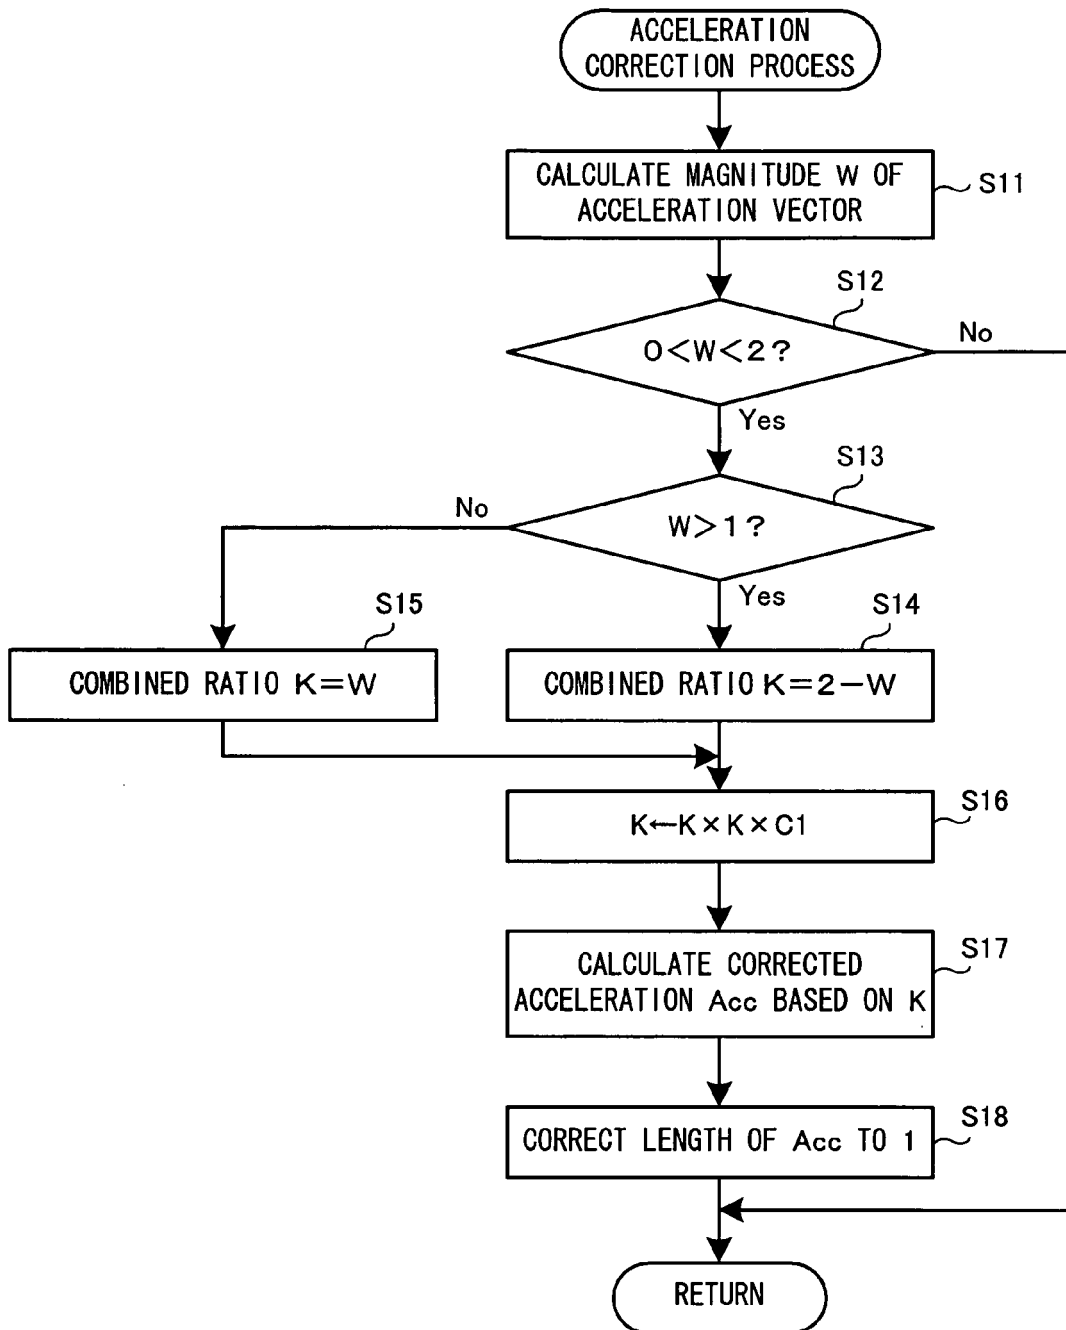 ACCELERATION
CORRECTION PROCESS
CALCULATE MAGNITUDE W OF
ACCELERATION VECTOR
S11
S12
0<W<2?
No
Yes
S13
W>1?
No
Yes
S15
COMBINED RATIO K=W
S14
COMBINED RATIO K=2-W
S16
K←K×K×C1
S17
CALCULATE CORRECTED
ACCELERATION Acc BASED ON K
S18
CORRECT LENGTH OF Acc TO 1
RETURN